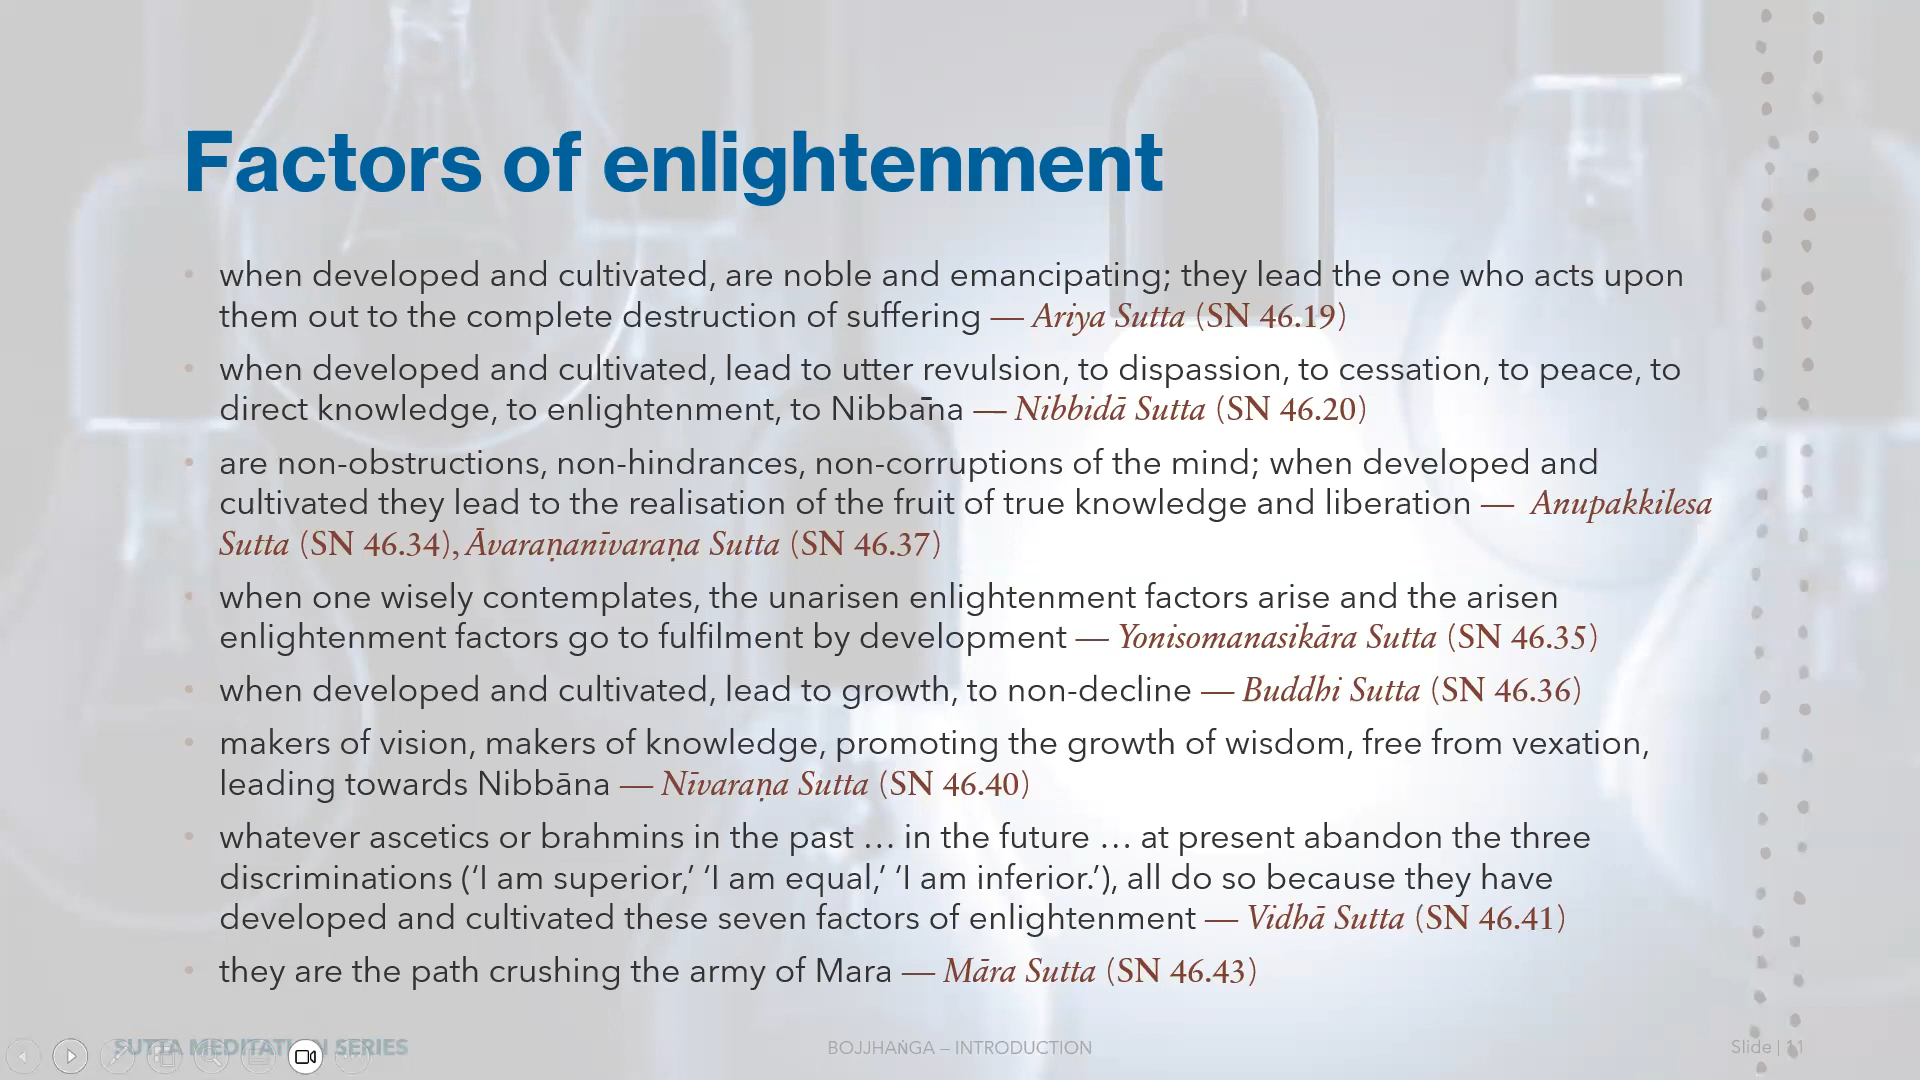 Factors of enlightenment
• when developed and cultivated, are noble and emancipating; they lead the one who acts upon
them out to the complete destruction of suffering — Ariya Sutta (SN 46.19)
• when developed and cultivated, lead to utter revulsion, to dispassion, to cessation, to peace, to
direct knowledge, to enlightenment, to Nibbāna — Nibbidā Sutta (SN 46.20)
• are non-obstructions, non-hindrances, non-corruptions of the mind; when developed and
cultivated they lead to the realisation of the fruit of true knowledge and liberation — Anupakkilesa
Sutta (SN 46.34), Āvaraṇanīvaraṇa Sutta (SN 46.37)
• when one wisely contemplates, the unarisen enlightenment factors arise and the arisen
enlightenment factors go to fulfilment by development — Yonisomanasikāra Sutta (SN 46.35)
• when developed and cultivated, lead to growth, to non-decline — Buddhi Sutta (SN 46.36)
• makers of vision, makers of knowledge, promoting the growth of wisdom, free from vexation,
leading towards Nibbāna — Nīvaraṇa Sutta (SN 46.40)
• whatever ascetics or brahmins in the past … in the future … at present abandon the three
discriminations (‘I am superior,’ ‘I am equal,’ ‘I am inferior.’), all do so because they have
developed and cultivated these seven factors of enlightenment — Vidhā Sutta (SN 46.41)
• they are the path crushing the army of Mara — Māra Sutta (SN 46.43)
SUTTA MEDITATION SERIES
BOJJHAṄGA – INTRODUCTION
Slide | 11